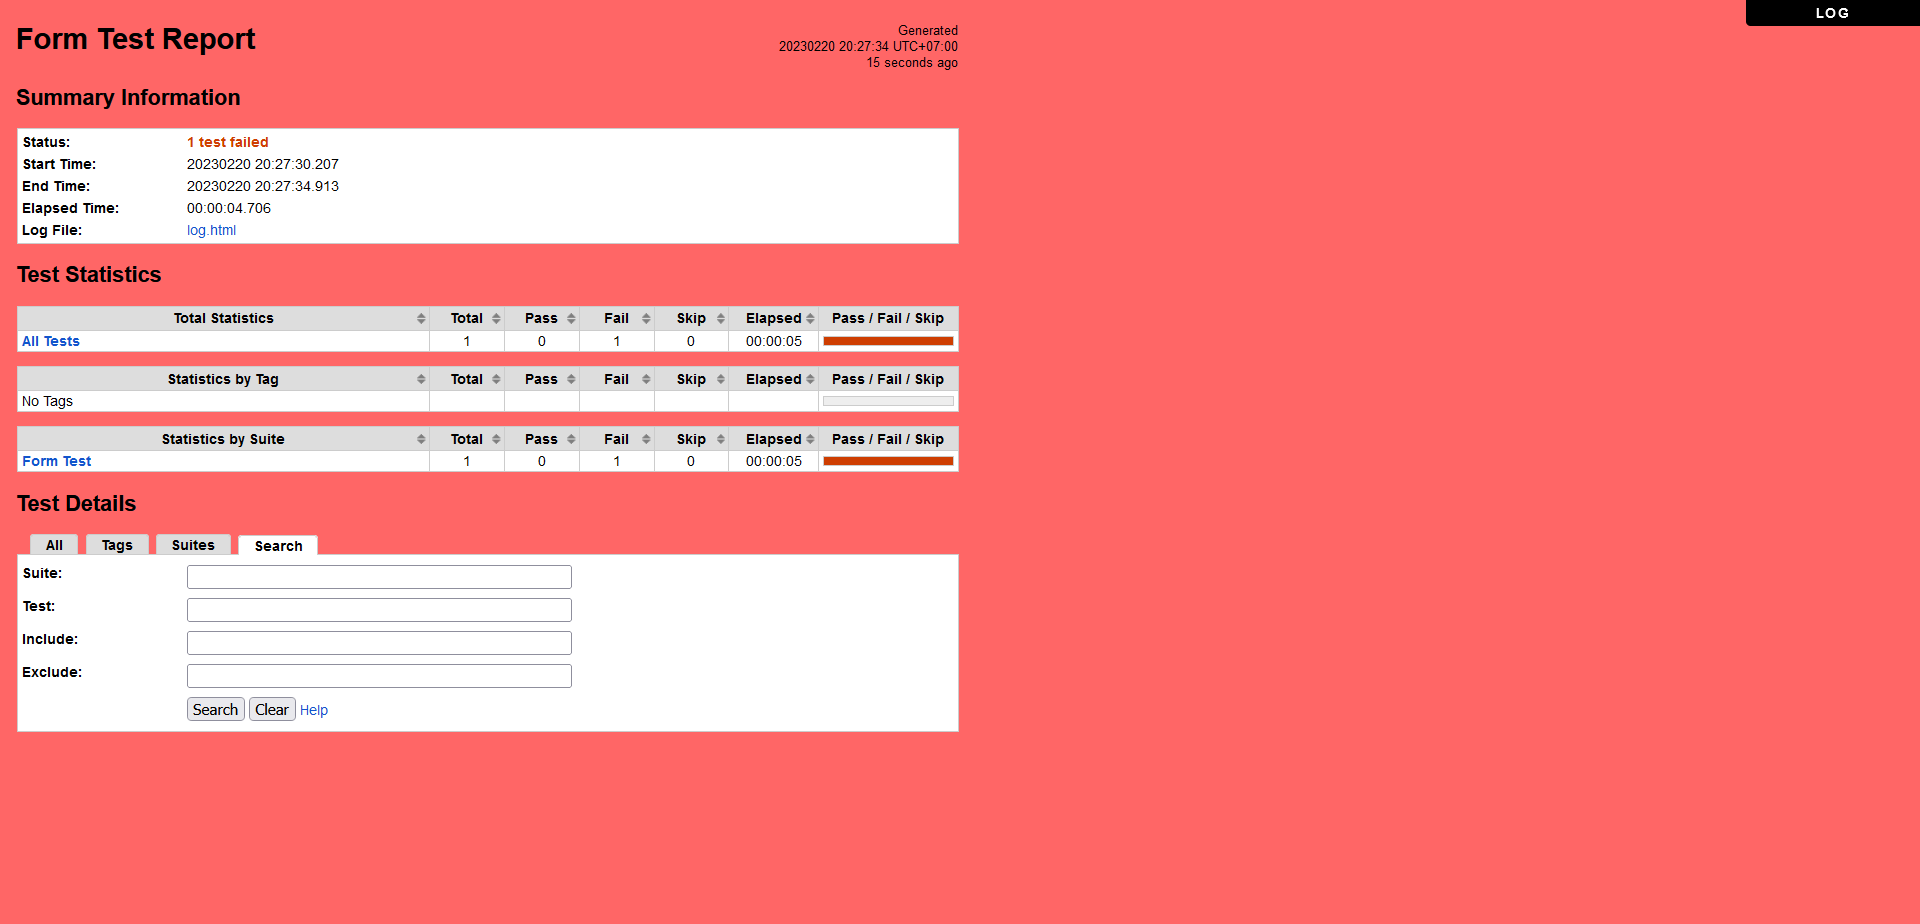 LOG
Form Test Report
Generated
20230220 20:27:34 UTC+07:00
15 seconds ago
Summary Information
Status: 1 test failed
Start Time: 20230220 20:27:30.207
End Time: 20230220 20:27:34.913
Elapsed Time: 00:00:04.706
Log File: log.html
Test Statistics
Total Statistics Total Pass Fail Skip Elapsed Pass / Fail / Skip
All Tests 1 0 1 0 00:00:05
Statistics by Tag Total Pass Fail Skip Elapsed Pass / Fail / Skip
No Tags
Statistics by Suite Total Pass Fail Skip Elapsed Pass / Fail / Skip
Form Test 1 0 1 0 00:00:05
Test Details
All Tags Suites Search
Suite:
Test:
Include:
Exclude:
Search Clear Help